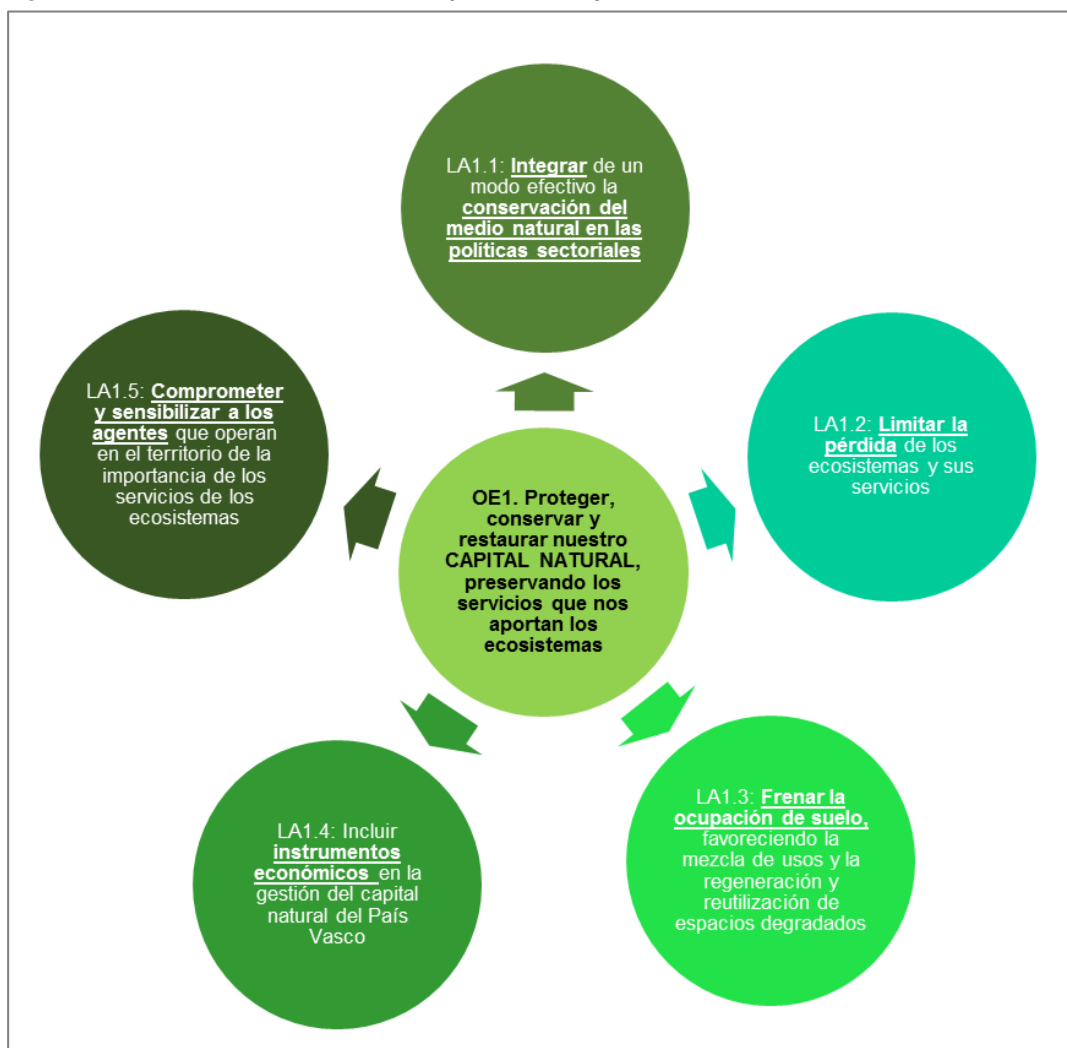 LA1.1: Integrar de un
modo efectivo la
conservación del
medio natural en las
políticas sectoriales
LA1.5: Comprometer
y sensibilizar a los
agentes que operan
en el territorio de la
importancia de los
servicios de los
ecosistemas
LA1.2: Limitar la
pérdida de los
ecosistemas y sus
servicios
OE1. Proteger,
conservar y
restaurar nuestro
CAPITAL NATURAL,
preservando los
servicios que nos
aportan los
ecosistemas
LA1.4: Incluir
instrumentos
económicos en la
gestión del capital
natural del País
Vasco
LA1.3: Frenar la
ocupación de suelo,
favoreciendo la
mezcla de usos y la
regeneración y
reutilización de
espacios degradados